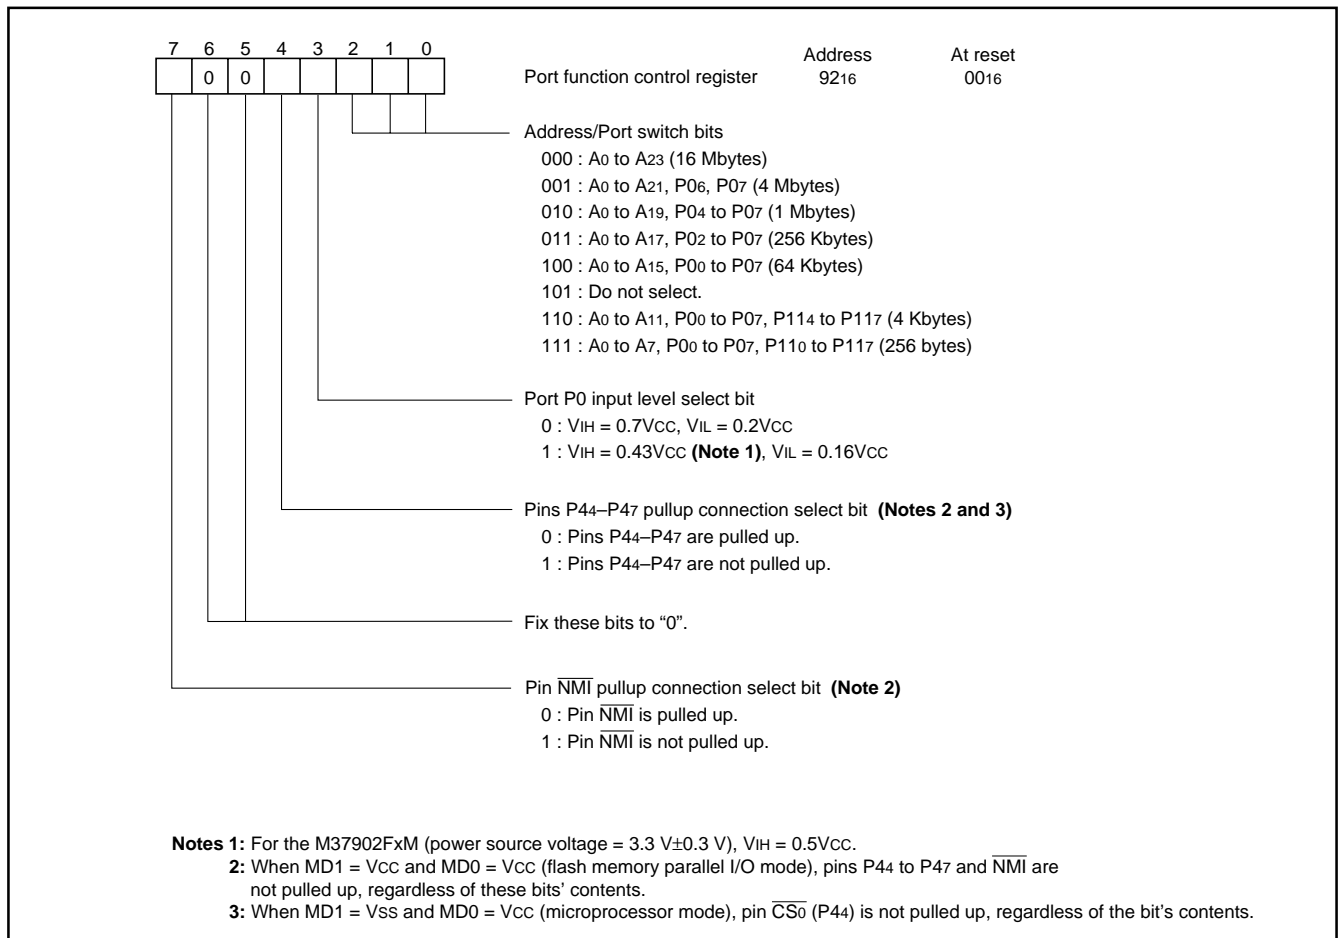 7 6 5 4 3 2 1 0
Address At reset
0 0 Port function control register 9216 0016
Address/Port switch bits
000 : A0 to A23 (16 Mbytes)
001 : A0 to A21, P06, P07 (4 Mbytes)
010 : A0 to A19, P04 to P07 (1 Mbytes)
011 : A0 to A17, P02 to P07 (256 Kbytes)
100 : A0 to A15, P00 to P07 (64 Kbytes)
101 : Do not select.
110 : A0 to A11, P00 to P07, P114 to P117 (4 Kbytes)
111 : A0 to A7, P00 to P07, P110 to P117 (256 bytes)
Port P0 input level select bit
0 : VIH = 0.7VCC, VIL = 0.2VCC
1 : VIH = 0.43VCC (Note 1), VIL = 0.16VCC
Pins P44–P47 pullup connection select bit (Notes 2 and 3)
0 : Pins P44–P47 are pulled up.
1 : Pins P44–P47 are not pulled up.
Fix these bits to “0”.
Pin N̅M̅I̅ pullup connection select bit (Note 2)
0 : Pin N̅M̅I̅ is pulled up.
1 : Pin N̅M̅I̅ is not pulled up.
Notes 1: For the M37902FxM (power source voltage = 3.3 V±0.3 V), VIH = 0.5VCC.
2: When MD1 = VCC and MD0 = VCC (flash memory parallel I/O mode), pins P44 to P47 and N̅M̅I̅ are
not pulled up, regardless of these bits’ contents.
3: When MD1 = VSS and MD0 = VCC (microprocessor mode), pin C̅S̅0̅ (P44) is not pulled up, regardless of the bit’s contents.